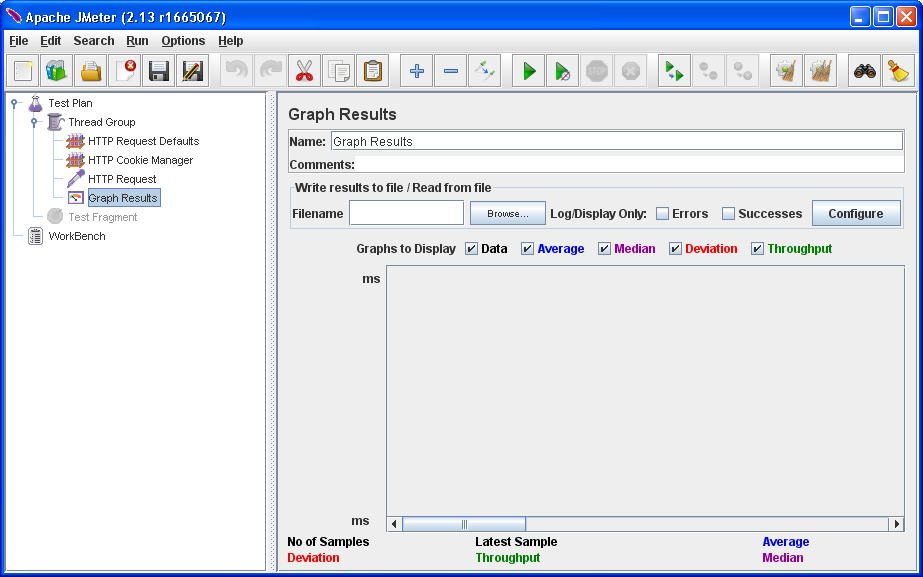 Apache JMeter (2.13 r1665067)
File Edit Search Run Options Help
STOP
Test Plan
Thread Group
HTTP Request Defaults
HTTP Cookie Manager
HTTP Request
Graph Results
Test Fragment
WorkBench
Graph Results
Name: Graph Results
Comments:
Write results to file / Read from file
Filename Browse... Log/Display Only: Errors Successes Configure
Graphs to Display Data Average Median Deviation Throughput
ms
ms
No of Samples Latest Sample Average
Deviation Throughput Median